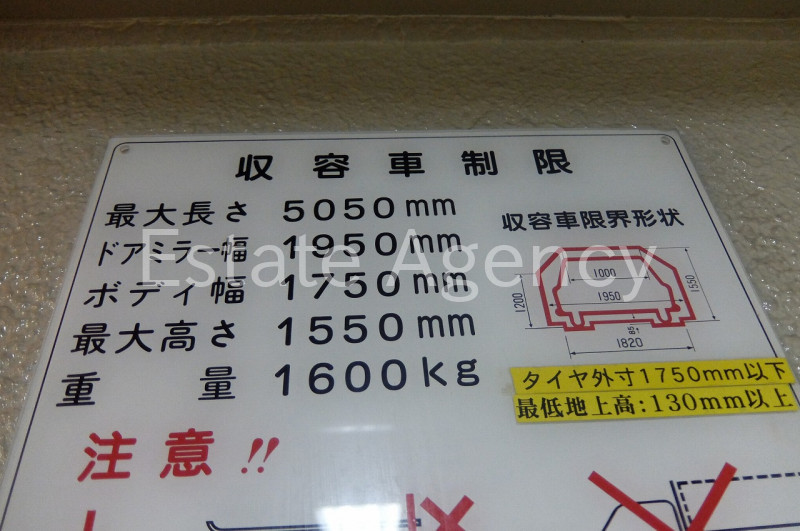 収容車制限
最大長さ 5050mm
ドアミラー幅 1950mm
ボディ幅 1750mm
最大高さ 1550mm
重量 1600kg
収容車限界形状
1000
1950
1200
1550
85
1820
タイヤ外寸1750mm以下
最低地上高:130mm以上
注意!!
Estate Agency